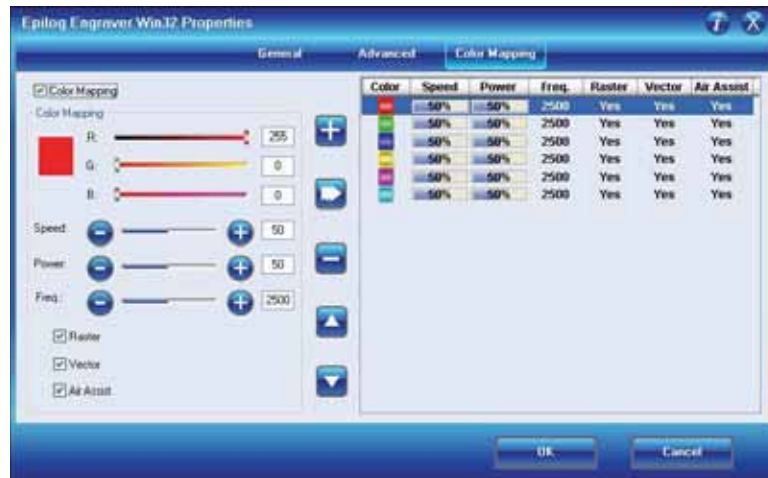 Epilog Engraver Win32 Properties
General Advanced Color Mapping
Color Mapping
Color Mapping
R: 255
G: 0
B: 0
Speed: 50
Power: 50
Freq.: 2500
Raster
Vector
Air Assist
Color Speed Power Freq. Raster Vector Air Assist
50% 50% 2500 Yes Yes Yes
50% 50% 2500 Yes Yes Yes
50% 50% 2500 Yes Yes Yes
50% 50% 2500 Yes Yes Yes
50% 50% 2500 Yes Yes Yes
50% 50% 2500 Yes Yes Yes
OK Cancel